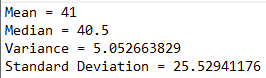 Mean = 41
Median = 40.5
Variance = 5.052663829
Standard Deviation = 25.52941176